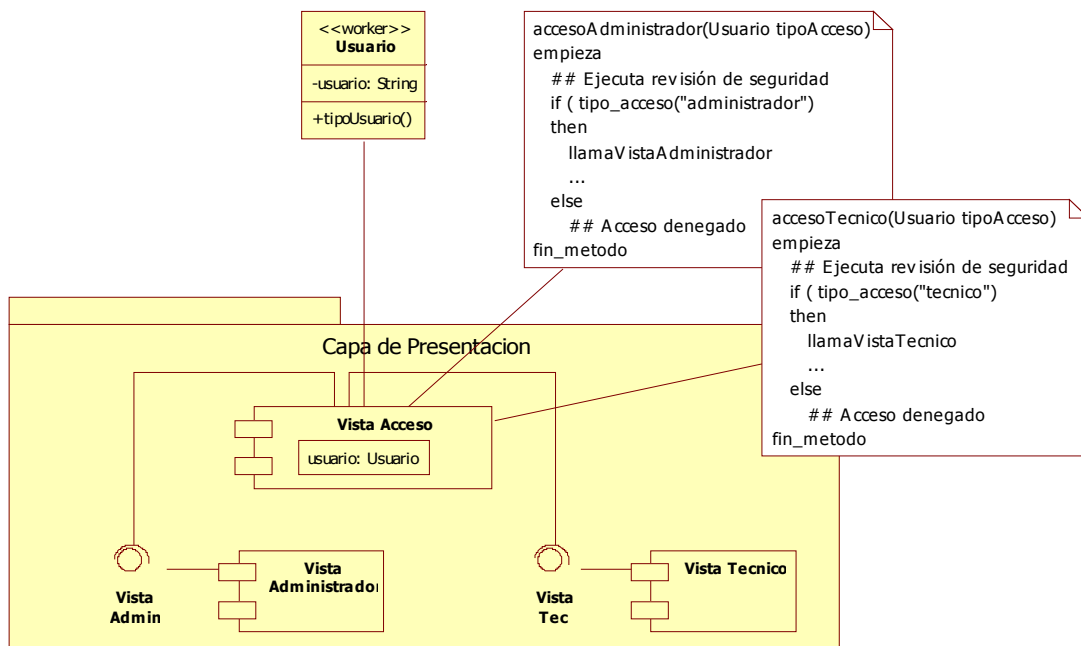 <<worker>>
Usuario
-usuario: String
+tipoUsuario()
accesoAdministrador(Usuario tipoAcceso)
empieza
## Ejecuta revisión de seguridad
if ( tipo_acceso("administrador")
then
llamaVistaAdministrador
...
else
## Acceso denegado
fin_metodo
accesoTecnico(Usuario tipoAcceso)
empieza
## Ejecuta revisión de seguridad
if ( tipo_acceso("tecnico")
then
llamaVistaTecnico
...
else
## Acceso denegado
fin_metodo
Capa de Presentacion
Vista Acceso
usuario: Usuario
Vista
Admin
Vista
Administrador
Vista
Tec
Vista Tecnico